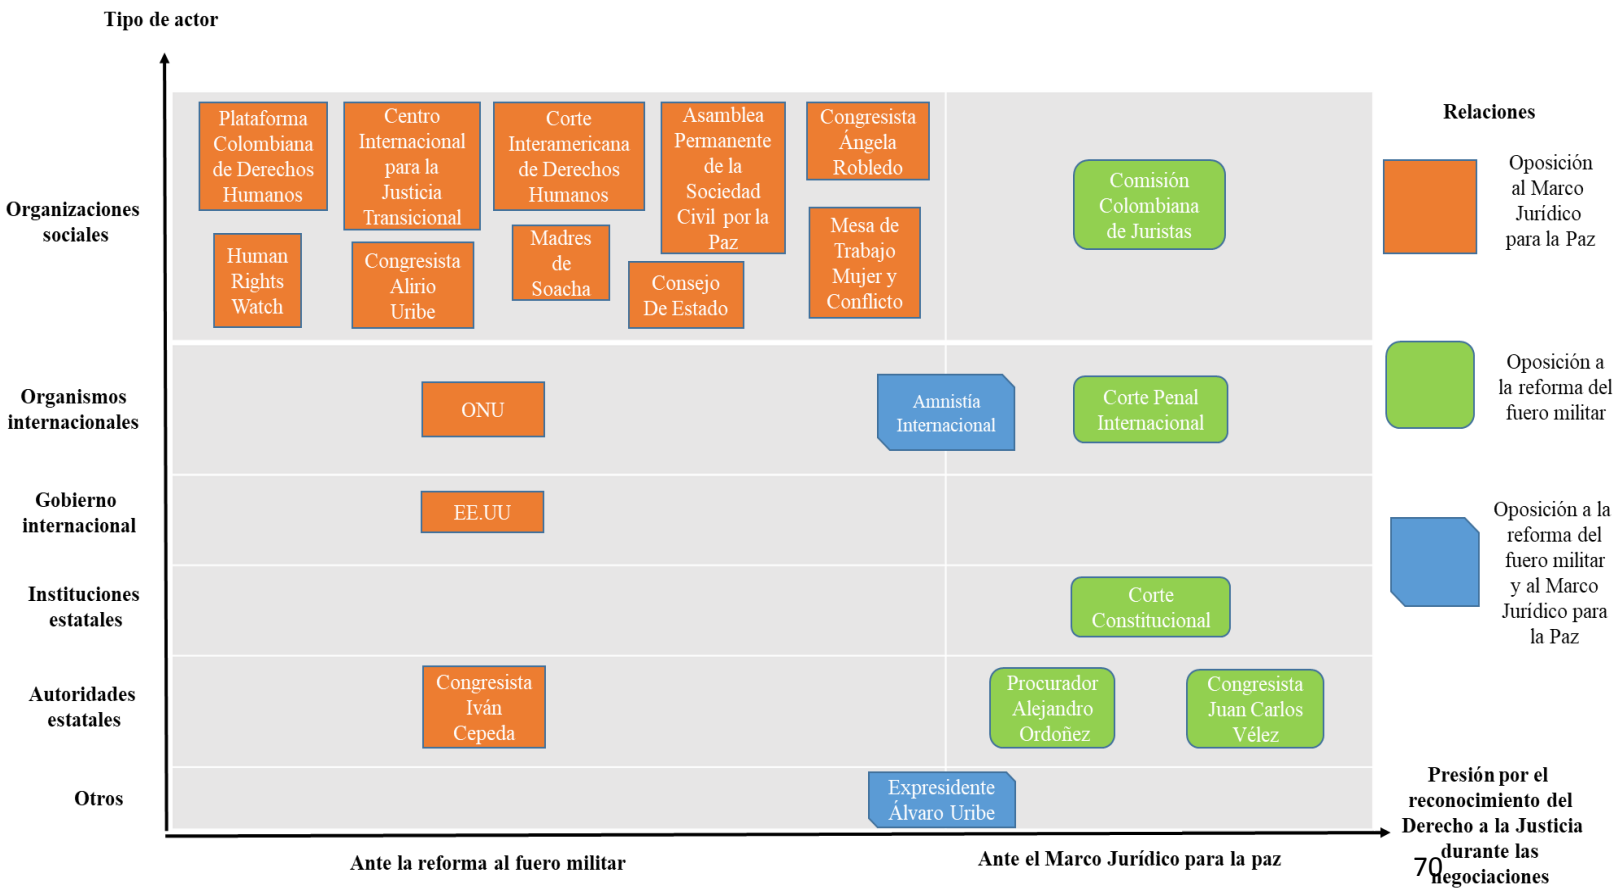 Tipo de actor
Organizaciones
sociales
Plataforma
Colombiana
de Derechos
Humanos
Centro
Internacional
para la
Justicia
Transicional
Corte
Interamericana
de Derechos
Humanos
Asamblea
Permanente
de la
Sociedad
Civil por la
Paz
Congresista
Ángela
Robledo
Human
Rights
Watch
Congresista
Alirio
Uribe
Madres
de
Soacha
Consejo
De Estado
Mesa de
Trabajo
Mujer y
Conflicto
Comisión
Colombiana
de Juristas
Organismos
internacionales
ONU
Amnistía
Internacional
Corte Penal
Internacional
Gobierno
internacional
EE.UU
Instituciones
estatales
Corte
Constitucional
Autoridades
estatales
Congresista
Iván
Cepeda
Procurador
Alejandro
Ordoñez
Congresista
Juan Carlos
Vélez
Otros
Expresidente
Álvaro Uribe
Ante la reforma al fuero militar
Ante el Marco Jurídico para la paz
Relaciones
Oposición
al Marco
Jurídico
para la Paz
Oposición a
la reforma del
fuero militar
Oposición a la
reforma del
fuero militar
y al Marco
Jurídico para
la Paz
Presión por el
reconocimiento del
Derecho a la Justicia
durante las
negociaciones
70